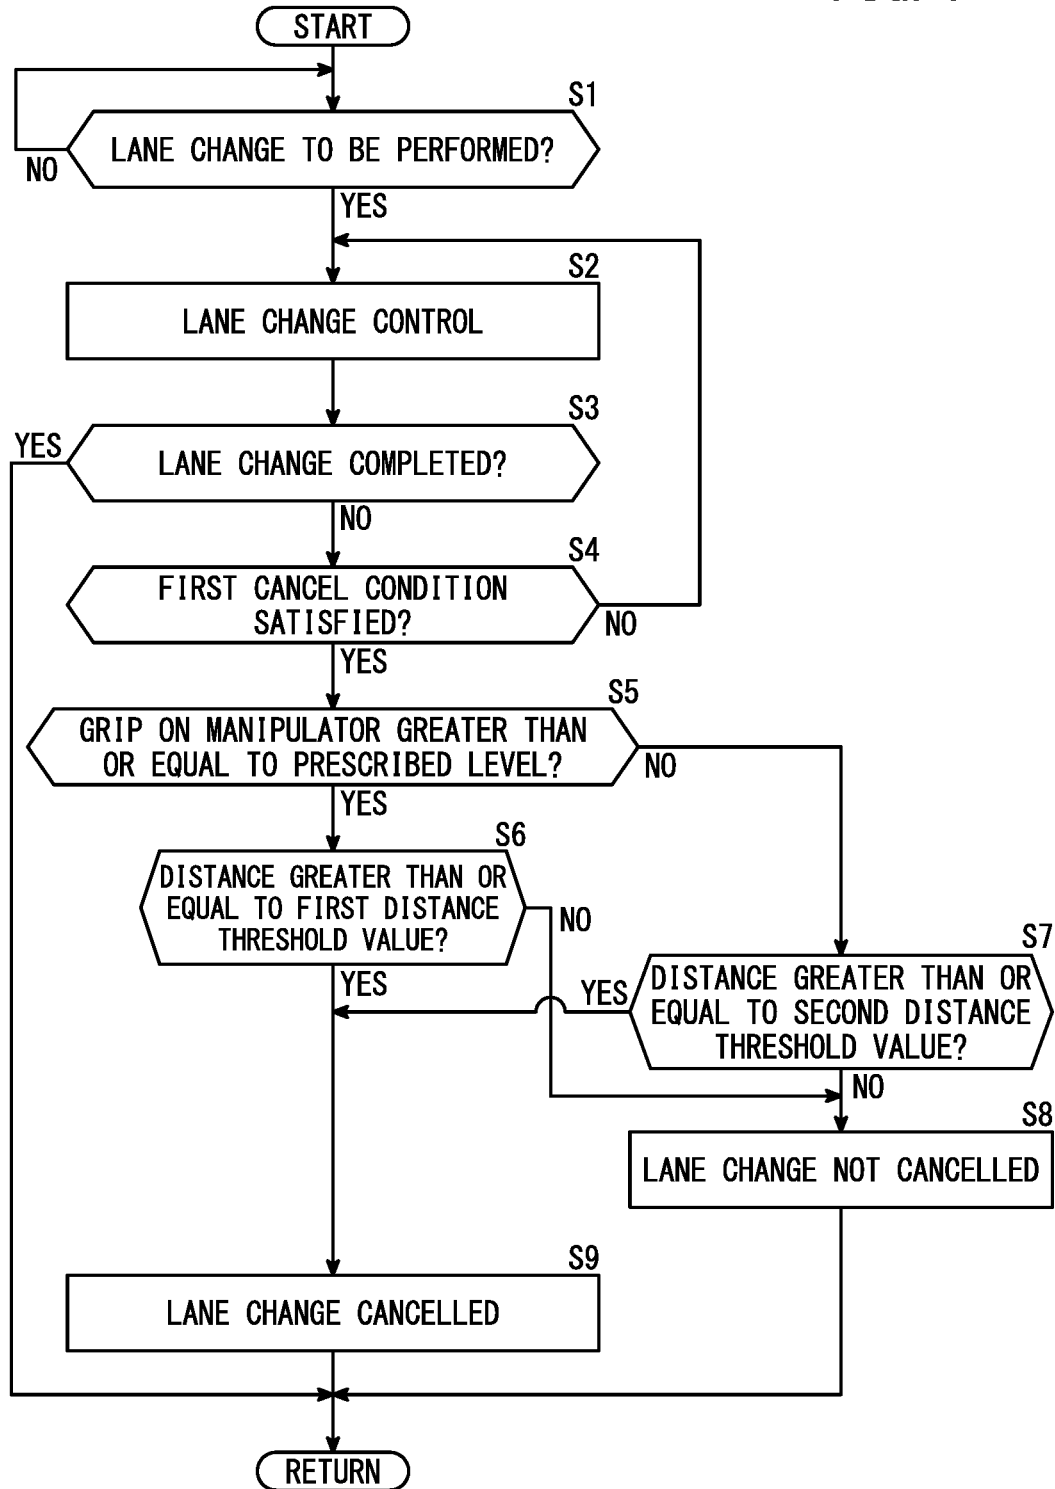 START
S1
LANE CHANGE TO BE PERFORMED?
NO
YES
S2
LANE CHANGE CONTROL
S3
YES
LANE CHANGE COMPLETED?
NO
S4
FIRST CANCEL CONDITION
SATISFIED?
NO
YES
S5
GRIP ON MANIPULATOR GREATER THAN
OR EQUAL TO PRESCRIBED LEVEL?
NO
YES
S6
DISTANCE GREATER THAN OR
EQUAL TO FIRST DISTANCE
THRESHOLD VALUE?
NO
YES
S7
YES
DISTANCE GREATER THAN OR
EQUAL TO SECOND DISTANCE
THRESHOLD VALUE?
NO
S8
LANE CHANGE NOT CANCELLED
S9
LANE CHANGE CANCELLED
RETURN